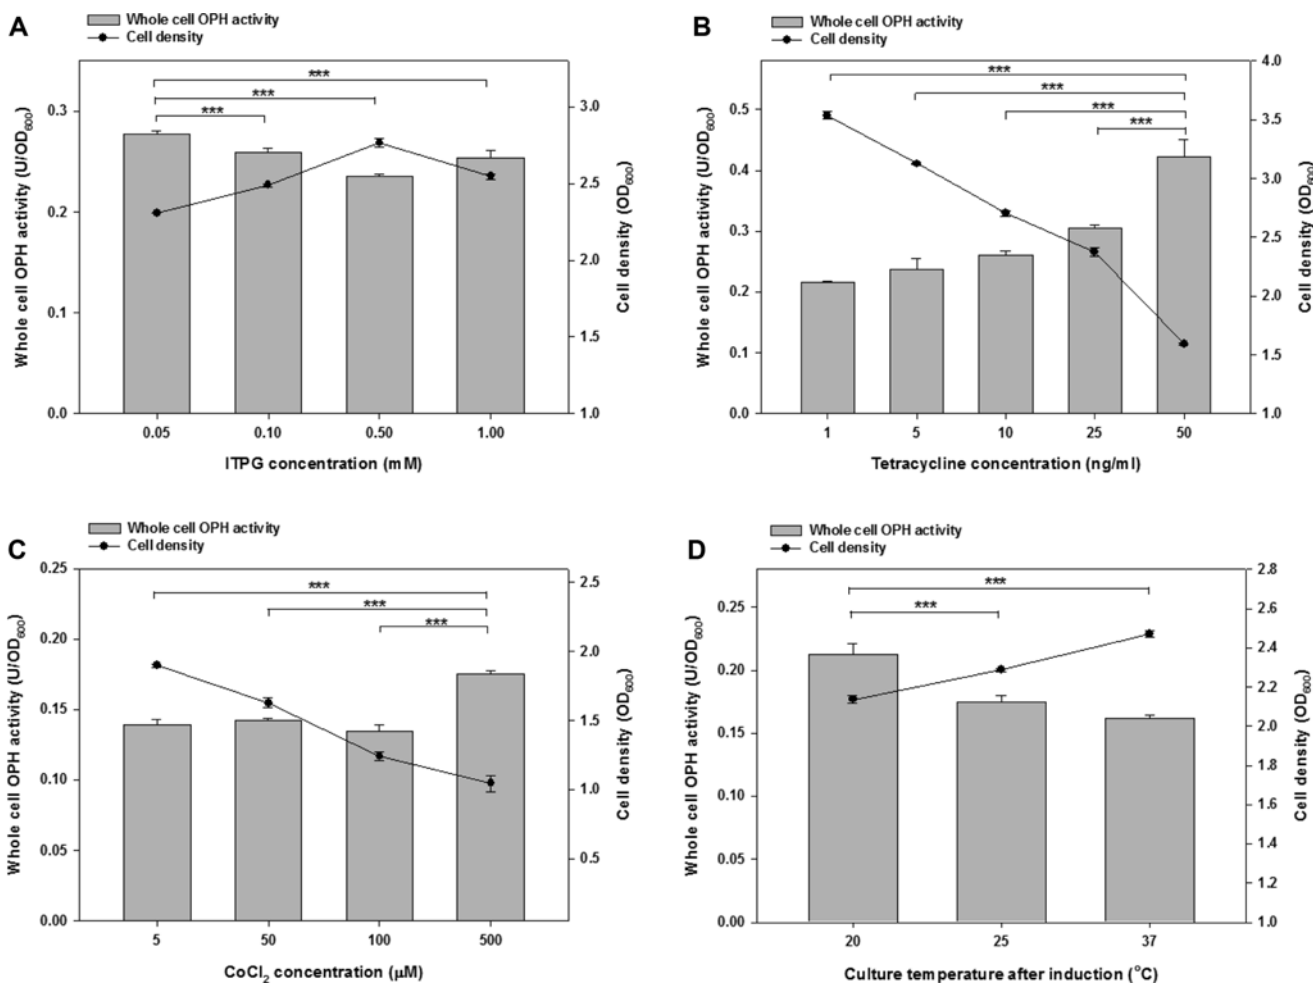 A
Whole cell OPH activity
Cell density
Whole cell OPH activity (U/OD600)
0.3
0.2
0.1
0.0
***
***
***
3.0
2.5
2.0
1.5
1.0
Cell density (OD600)
0.05 0.10 0.50 1.00
ITPG concentration (mM)
B
Whole cell OPH activity
Cell density
Whole cell OPH activity (U/OD600)
0.5
0.4
0.3
0.2
0.1
0.0
***
***
***
***
4.0
3.5
3.0
2.5
2.0
1.5
1.0
Cell density (OD600)
1 5 10 25 50
Tetracycline concentration (ng/ml)
C
Whole cell OPH activity
Cell density
Whole cell OPH activity (U/OD600)
0.25
0.20
0.15
0.10
0.05
0.00
***
***
***
2.5
2.0
1.5
1.0
0.5
Cell density (OD600)
5 50 100 500
CoCl2 concentration (µM)
D
Whole cell OPH activity
Cell density
Whole cell OPH activity (U/OD600)
0.25
0.20
0.15
0.10
0.05
0.00
***
***
2.8
2.6
2.4
2.2
2.0
1.8
1.6
1.4
1.2
1.0
Cell density (OD600)
20 25 37
Culture temperature after induction (°C)